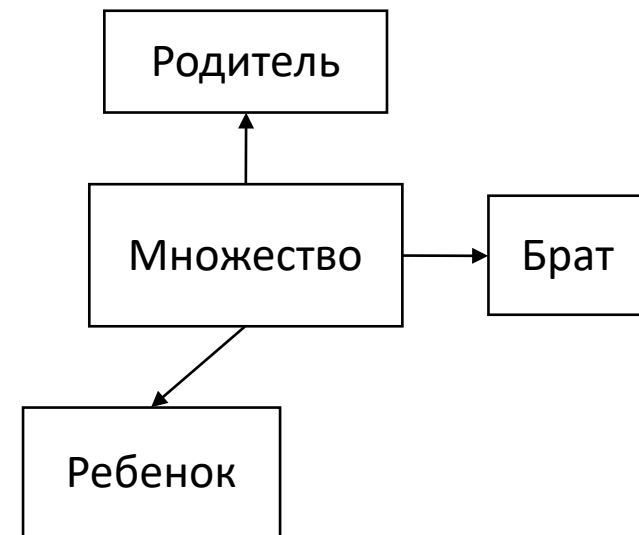 Родитель
Множество
Брат
Ребенок